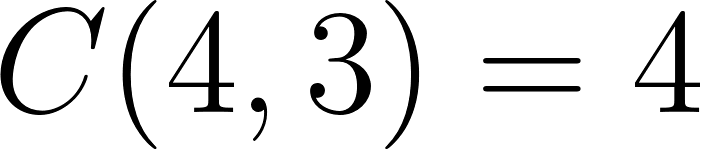 C(4, 3) = 4